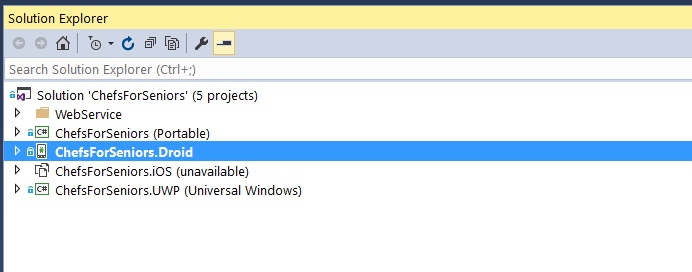 Solution Explorer
Search Solution Explorer (Ctrl+;)
Solution 'ChefsForSeniors' (5 projects)
WebService
C# ChefsForSeniors (Portable)
ChefsForSeniors.Droid
ChefsForSeniors.iOS (unavailable)
C# ChefsForSeniors.UWP (Universal Windows)